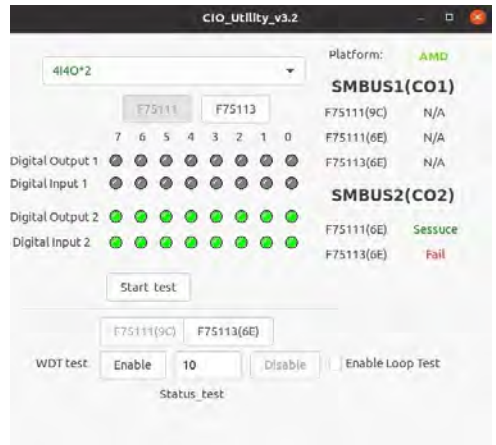 CIO_Utility_v3.2
Platform: AMD
4I4O*2
SMBUS1(CO1)
F75111 F75113
F75111(9C) N/A
7 6 5 4 3 2 1 0
F75111(6E) N/A
Digital Output 1
F75113(6E) N/A
Digital Input 1
SMBUS2(CO2)
Digital Output 2
F75111(6E) Sessuce
Digital Input 2
F75113(6E) Fail
Start test
F75111(9C) F75113(6E)
WDT test Enable 10 Disable Enable Loop Test
Status_test